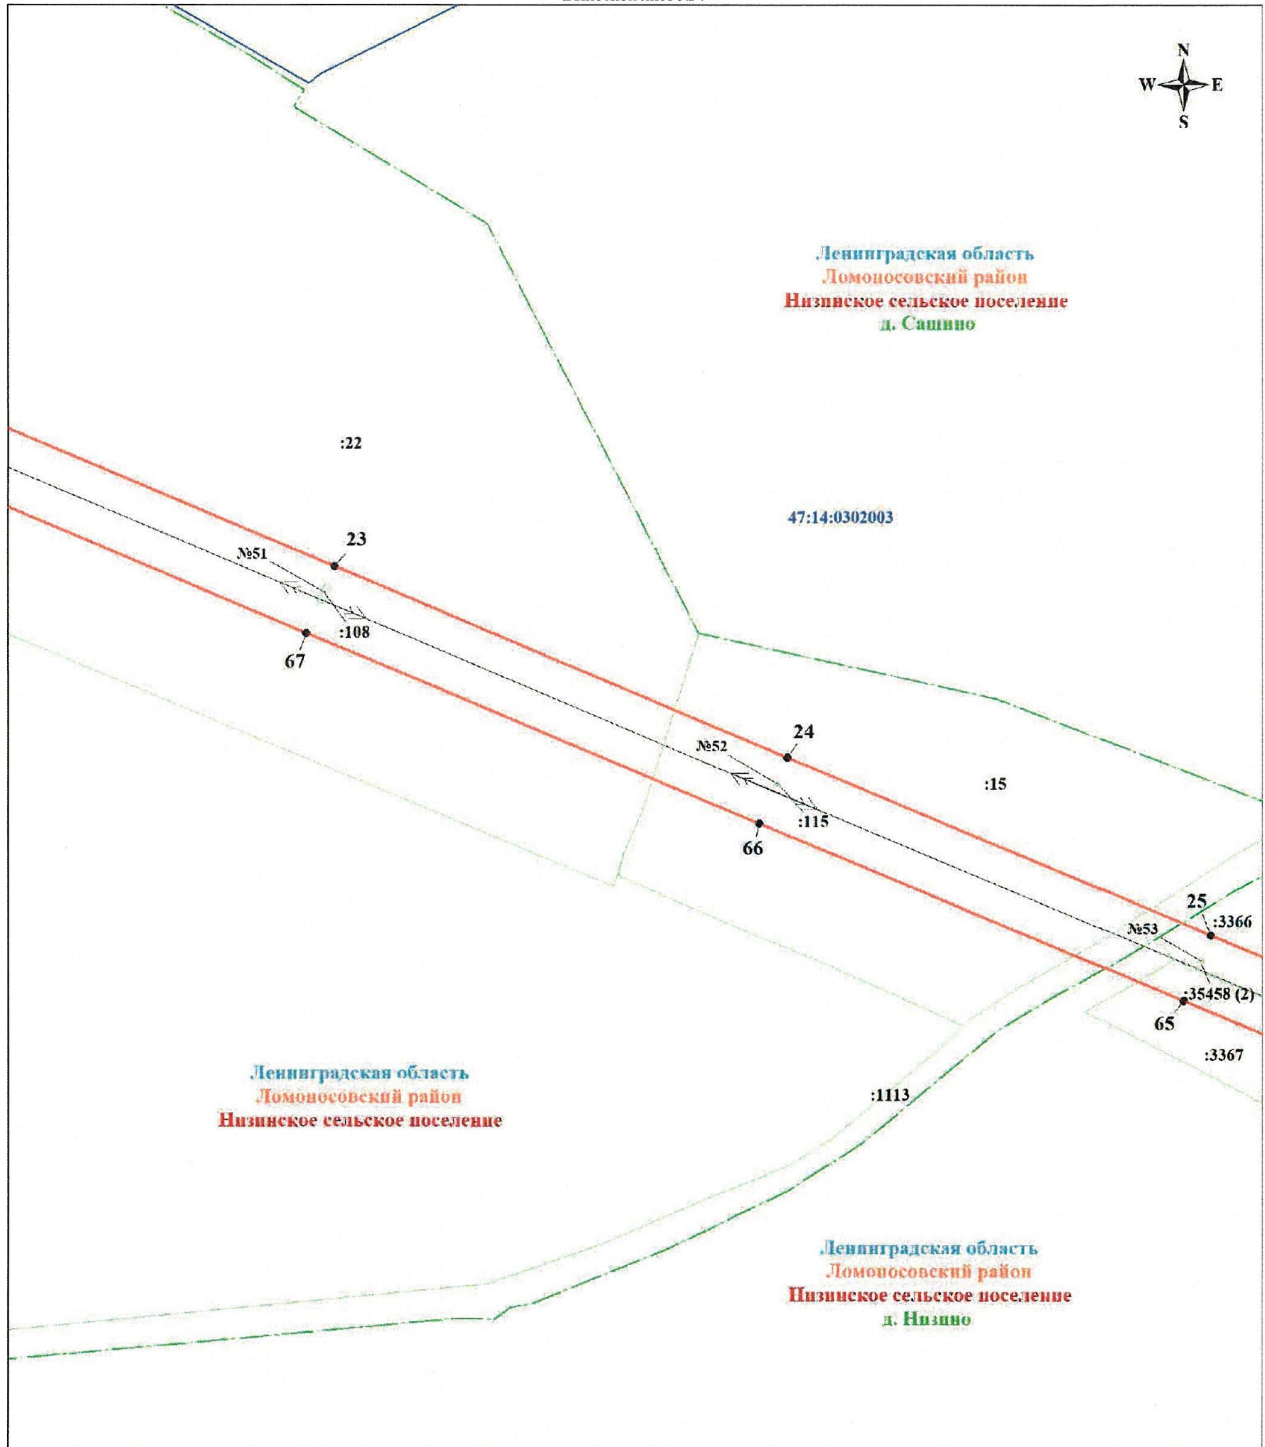 N
W E
S
Ленинградская область
Ломоносовский район
Низинское сельское поселение
д. Сашино
:22
47:14:0302003
23
№51
:108
67
24
№52
:15
:115
66
25
:3366
№53
:35458 (2)
65
:3367
Ленинградская область
Ломоносовский район
Низинское сельское поселение
:1113
Ленинградская область
Ломоносовский район
Низинское сельское поселение
д. Низино